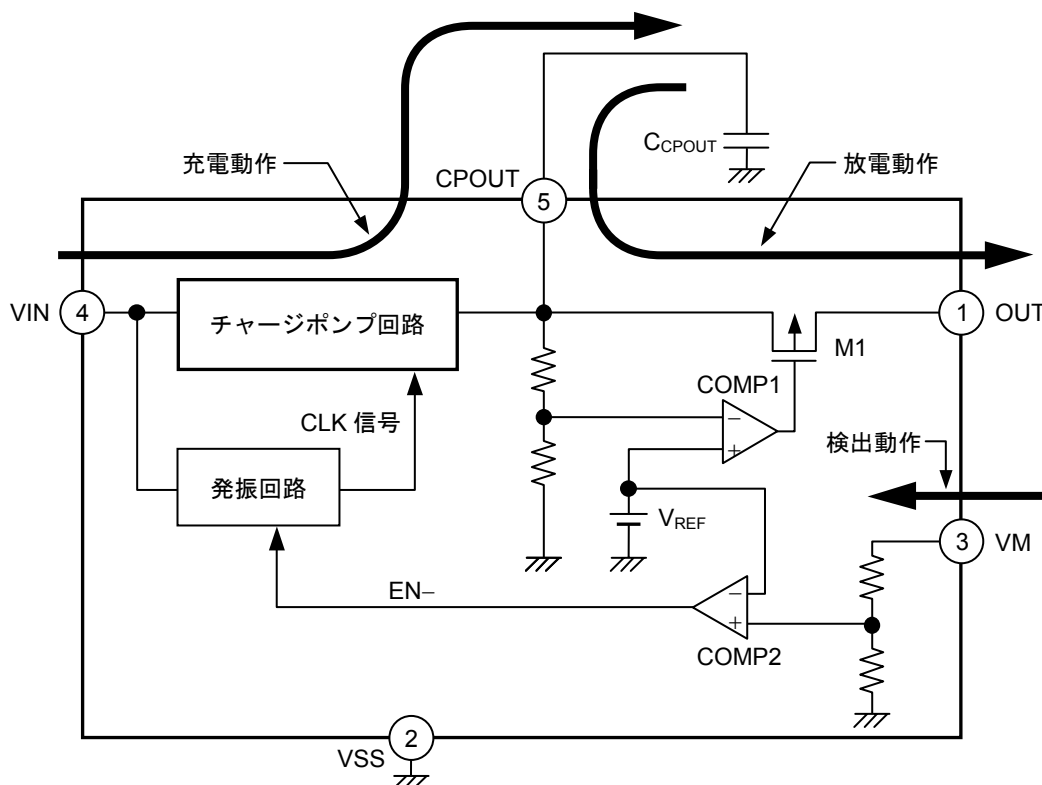 充電動作
CPOUT
5
C_CPOUT
放電動作
VIN
4
チャージポンプ回路
M1
1
OUT
COMP1
−
+
CLK 信号
発振回路
V_REF
検出動作
3
VM
EN−
−
+
COMP2
2
VSS